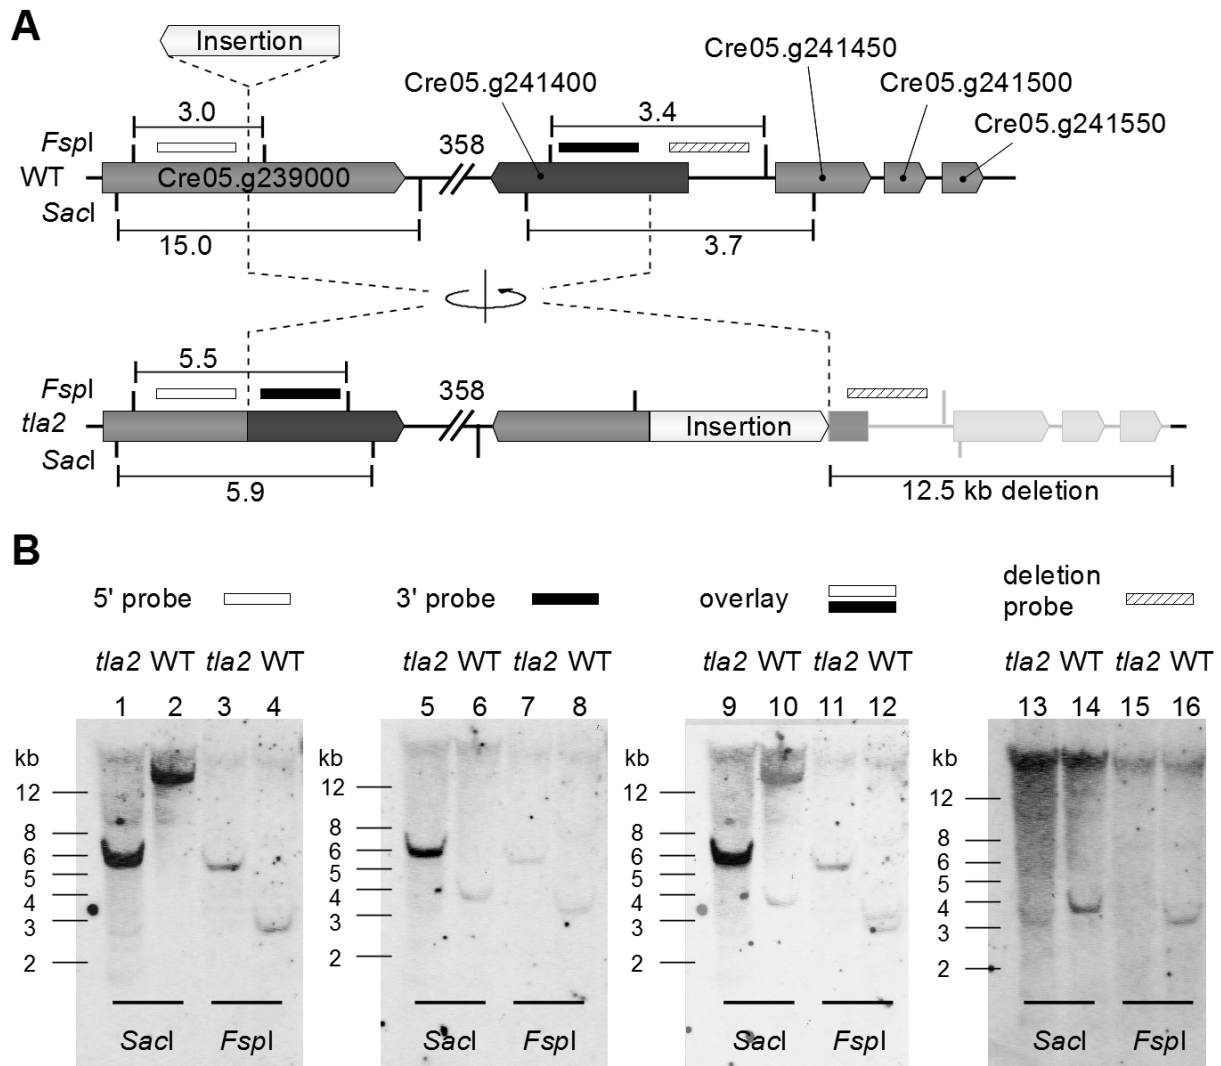 A
Insertion
Cre05.g241450
Cre05.g241400
Cre05.g241500
Cre05.g241550
3.0
3.4
FspI
358
WT
Cre05.g239000
SacI
15.0
3.7
5.5
FspI
358
tla2
Insertion
SacI
5.9
12.5 kb deletion
B
5' probe
3' probe
overlay
deletion
probe
tla2 WT tla2 WT
tla2 WT tla2 WT
tla2 WT tla2 WT
tla2 WT tla2 WT
1 2 3 4
5 6 7 8
9 10 11 12
13 14 15 16
kb
12
8
6
5
4
3
2
SacI FspI
kb
12
8
6
5
4
3
2
SacI FspI
kb
12
8
6
5
4
3
2
SacI FspI
kb
12
8
6
5
4
3
2
SacI FspI